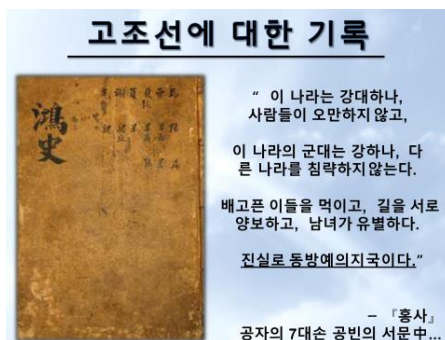 고조선에 대한 기록
鴻史
“ 이 나라는 강대하나,
사람들이 오만하지 않고,
이 나라의 군대는 강하나, 다
른 나라를 침략하지않는다.
배고픈 이들을 먹이고, 길을 서로
양보하고, 남녀가 유별하다.
진실로 동방예의지국이다.”
– 『홍사』
공자의 7대손 공빈의 서문中...